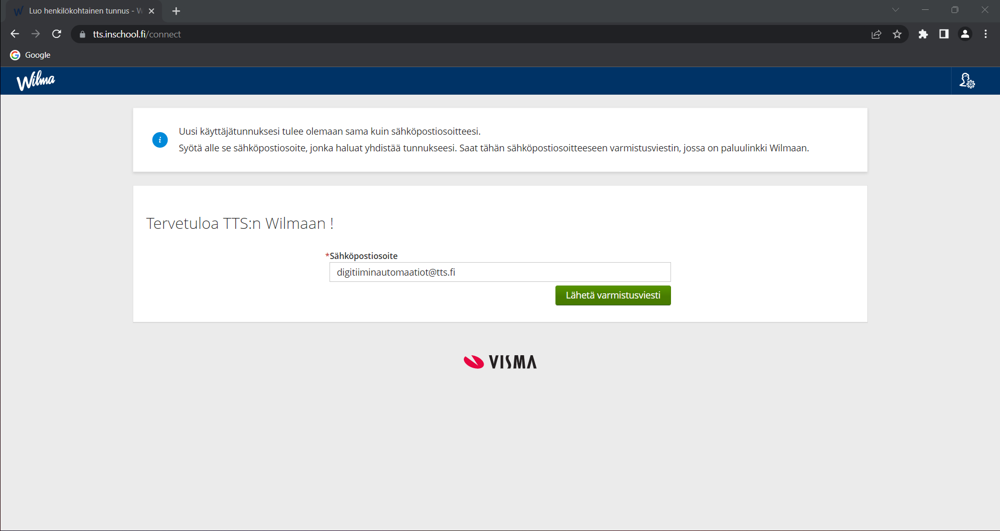 Luo henkilökohtainen tunnus - W
tts.inschool.fi/connect
Google
Wilma
Uusi käyttäjätunnuksesi tulee olemaan sama kuin sähköpostiosoitteesi.
Syötä alle se sähköpostiosoite, jonka haluat yhdistää tunnukseesi. Saat tähän sähköpostiosoitteeseen varmistusviestin, jossa on paluulinkki Wilmaan.
Tervetuloa TTS:n Wilmaan !
*Sähköpostiosoite
digitiiminautomaatiot@tts.fi
Lähetä varmistusviesti
VISMA